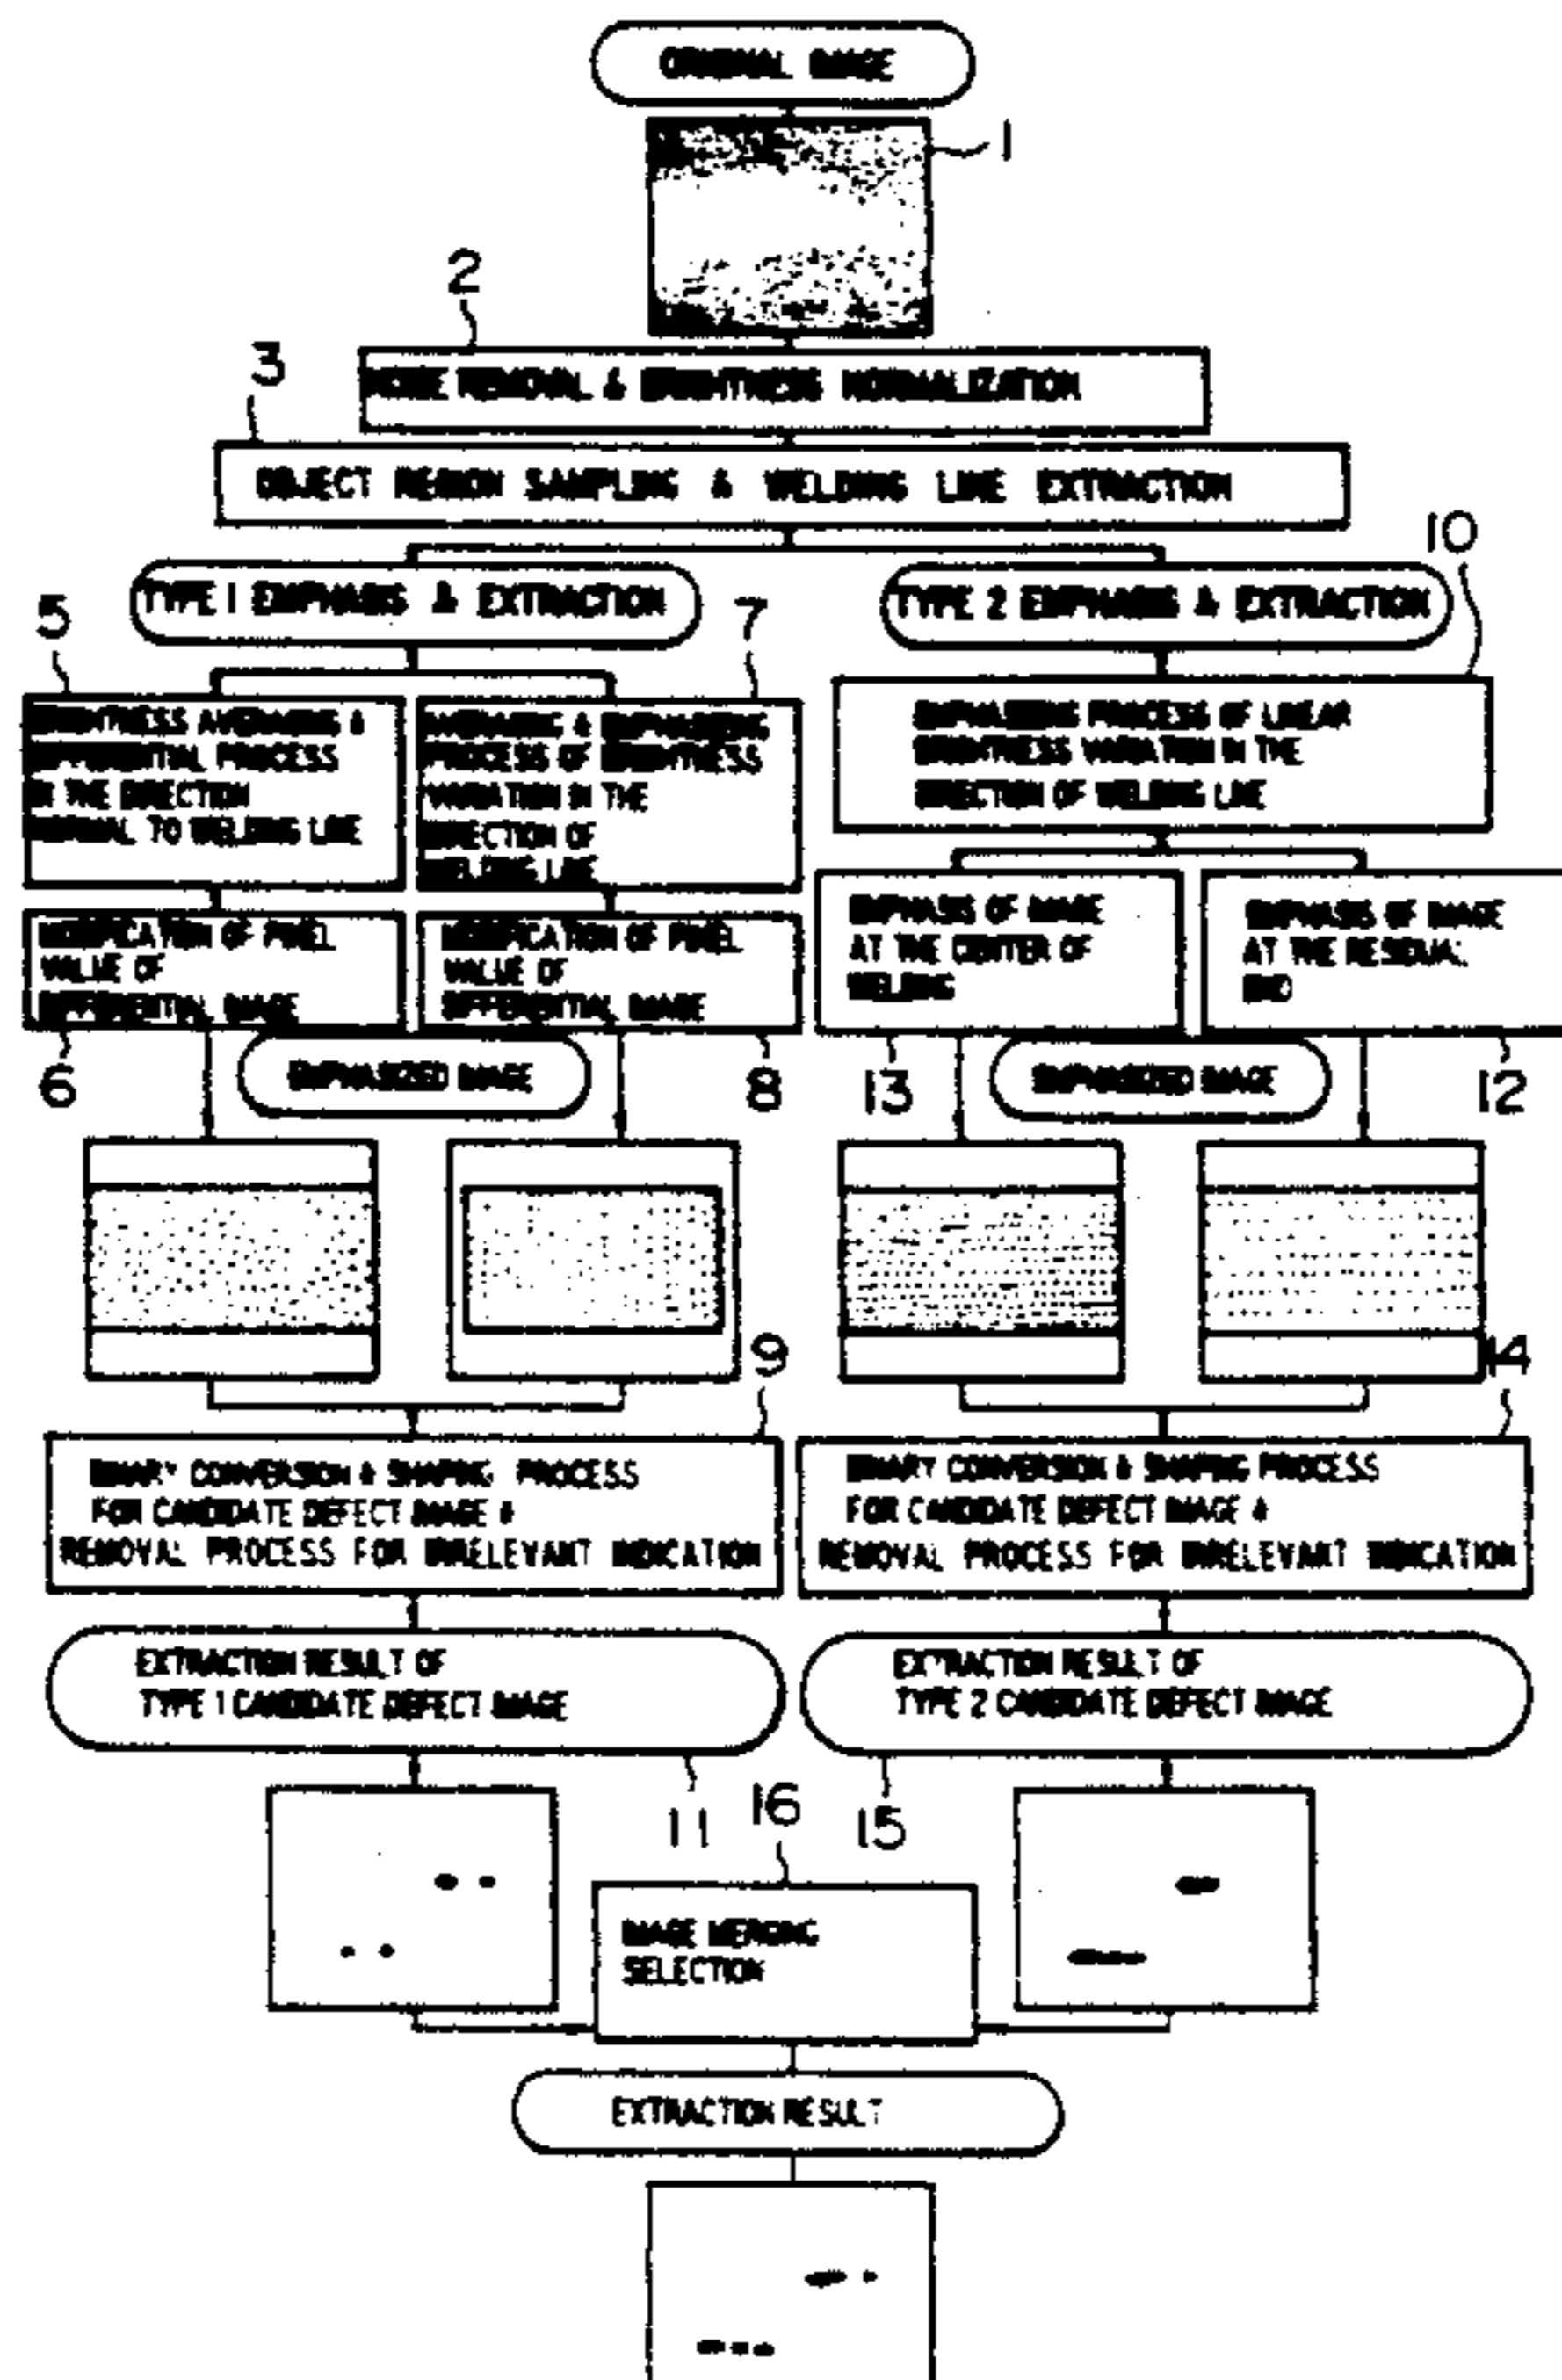 ORIGINAL IMAGE
1
2
NOISE REMOVAL & BRIGHTNESS NORMALIZATION
3
OBJECT REGION SAMPLING & WELDING LINE EXTRACTION
TYPE 1 EMPHASIS & EXTRACTION
TYPE 2 EMPHASIS & EXTRACTION
10
5
BRIGHTNESS AVERAGING &
DIFFERENTIAL PROCESS
IN THE DIRECTION
NORMAL TO WELDING LINE
7
AVERAGING & EMPHASIZING
PROCESS OF BRIGHTNESS
VARIATION IN THE
DIRECTION OF
WELDING LINE
EMPHASIZING PROCESS OF LINEAR
BRIGHTNESS VARIATION IN THE
DIRECTION OF WELDING LINE
MODIFICATION OF PIXEL
VALUE OF
DIFFERENTIAL IMAGE
MODIFICATION OF PIXEL
VALUE OF
DIFFERENTIAL IMAGE
EMPHASIS OF IMAGE
AT THE CENTER OF
WELDING
EMPHASIS OF IMAGE
AT THE RESIDUAL
END
6
EMPHASIZED IMAGE
8
13
EMPHASIZED IMAGE
12
9
14
BINARY CONVERSION & SHAPING PROCESS
FOR CANDIDATE DEFECT IMAGE &
REMOVAL PROCESS FOR IRRELEVANT INDICATION
BINARY CONVERSION & SHAPING PROCESS
FOR CANDIDATE DEFECT IMAGE &
REMOVAL PROCESS FOR IRRELEVANT INDICATION
EXTRACTION RESULT OF
TYPE 1 CANDIDATE DEFECT IMAGE
EXTRACTION RESULT OF
TYPE 2 CANDIDATE DEFECT IMAGE
11
16
15
IMAGE MERGING
SELECTION
EXTRACTION RESULT